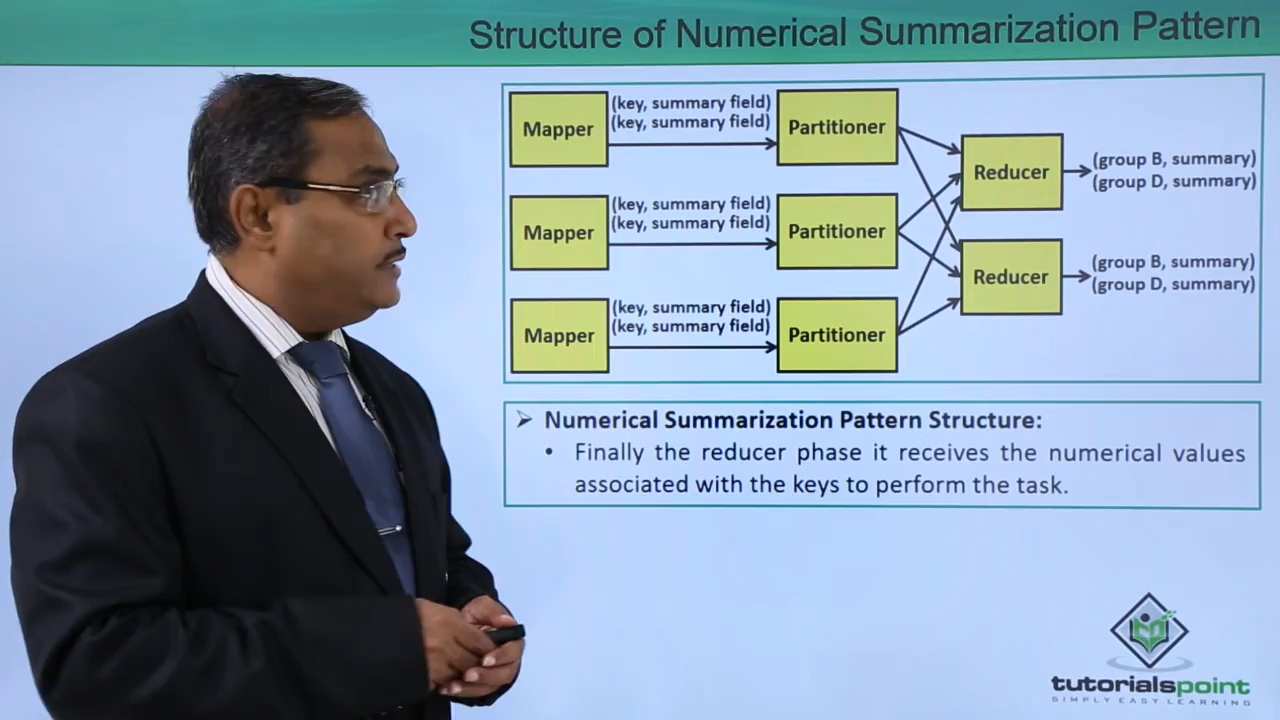 Structure of Numerical Summarization Pattern
Mapper
(key, summary field)
(key, summary field)
Partitioner
Mapper
(key, summary field)
(key, summary field)
Partitioner
Mapper
(key, summary field)
(key, summary field)
Partitioner
Reducer
(group B, summary)
(group D, summary)
Reducer
(group B, summary)
(group D, summary)
➢ Numerical Summarization Pattern Structure:
• Finally the reducer phase it receives the numerical values
associated with the keys to perform the task.
tutorialspoint
SIMPLY EASY LEARNING